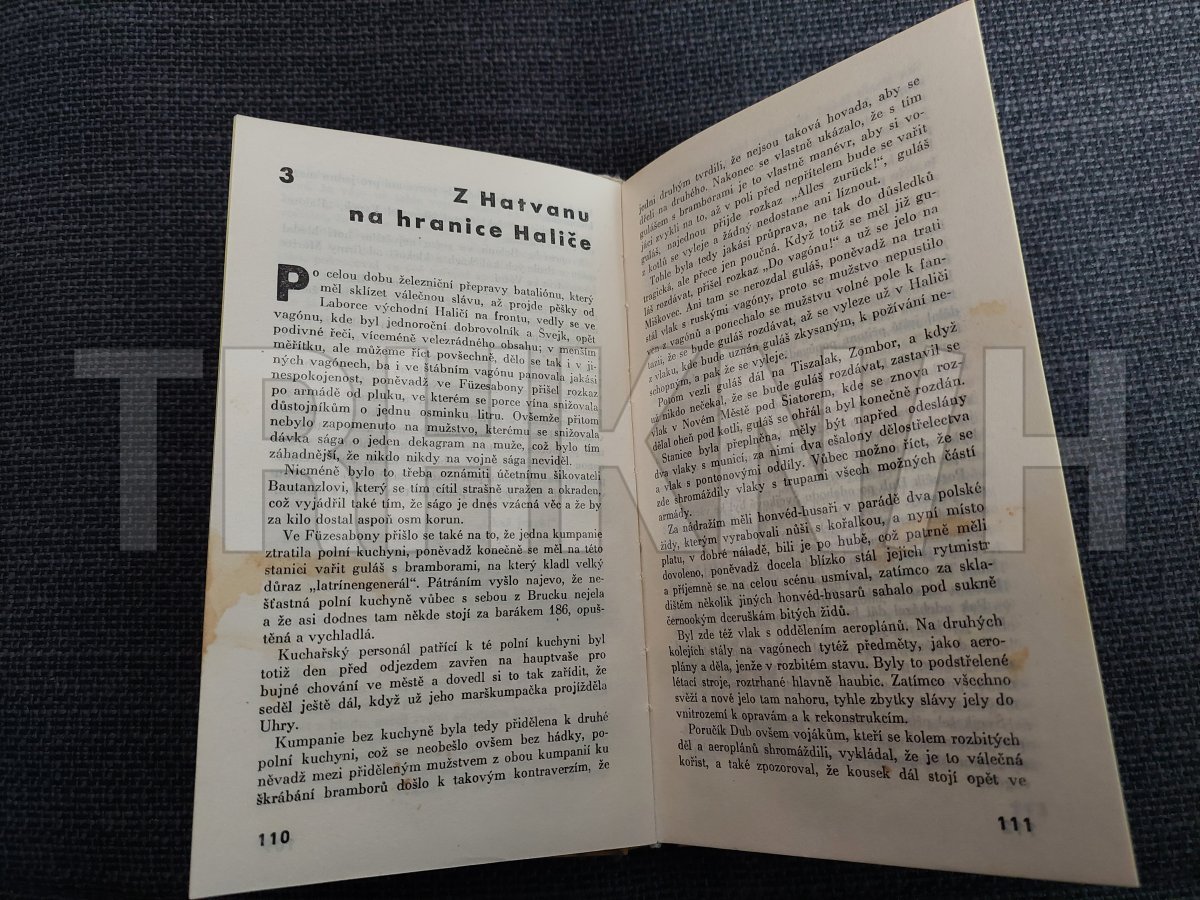 3
Z Hatvanu
na hranice Haliče
Po celou dobu železniční přepravy bataliónu, který
měl sklízet válečnou slávu, až projde pěšky od
Laborce východní Haličí na frontu, vedly se ve
vagónu, kde byl jednoroční dobrovolník a Švejk, opět
podivné řeči, víceméně velezrádného obsahu; v menším
měřítku, ale můžeme říct povšechně, dělo se tak i v ji-
ných vagónech, ba i ve štábním vagónu panovala jakási
nespokojenost, poněvadž ve Füzesabony přišel rozkaz
po armádě od pluku, ve kterém se porce vína snižovala
důstojníkům o jednu osminku litru. Ovšemže přitom
nebylo zapomenuto na mužstvo, kterému se snižovala
dávka sága o jeden dekagram na muže, což bylo tím
záhadnější, že nikdo nikdy na vojně sága neviděl.
Nicméně bylo to třeba oznámiti účetnímu šikovateli
Bautanzlovi, který se tím cítil strašně uražen a okraden,
což vyjádřil také tím, že ságo je dnes vzácná věc a že by
za kilo dostal aspoň osm korun.
Ve Füzesabony přišlo se také na to, že jedna kumpanie
ztratila polní kuchyni, poněvadž konečně se měl na této
stanici vařit guláš s bramborami, na který kladl velký
důraz „latrínengenerál“. Pátráním vyšlo najevo, že ne-
šťastná polní kuchyně vůbec s sebou z Brucku nejela
a že asi dodnes tam někde stojí za barákem 186, opuš-
těná a vychladlá.
Kuchařský personál patřící k té polní kuchyni byl
totiž den před odjezdem zavřen na hauptvaše pro
bujné chování ve městě a dovedl si to tak zařídit, že
seděl ještě dál, když už jeho marškumpačka projížděla
Uhry.
Kumpanie bez kuchyně byla tedy přidělena k druhé
polní kuchyni, což se neobešlo ovšem bez hádky, po-
něvadž mezi přiděleným mužstvem z obou kumpanií ku
škrábání bramborů došlo k takovým kontraverzím, že
110
jedni druhým tvrdili, že nejsou taková hovada, aby se
dřeli na druhého. Nakonec se vlastně ukázalo, že s tím
gulášem s bramborami je to vlastně manévr, aby si vo-
jáci zvykli na to, až v poli před nepřítelem bude se vařit
guláš, najednou přijde rozkaz „Alles zurück!“, guláš
z kotlů se vyleje a žádný nedostane ani líznout.
Tohle byla tedy jakási průprava, ne tak do důsledků
tragická, ale přece jen poučná. Když totiž se měl již gu-
láš rozdávat, přišel rozkaz „Do vagónu!“ a už se jelo na
Miškovec. Ani tam se nerozdal guláš, poněvadž na trati
stál vlak s ruskými vagóny, proto se mužstvo nepustilo
ven z vagónů a ponechalo se mužstvu volné pole k fan-
tazii, že se bude guláš rozdávat, až se vyleze už v Haliči
z vlaku, kde bude uznán guláš zkysaným, k požívání ne-
schopným, a pak že se vyleje.
Potom vezli guláš dál na Tiszalak, Zombor, a když
už nikdo nečekal, že se bude guláš rozdávat, zastavil se
vlak v Novém Městě pod Šiatorem, kde se znova roz-
dělal oheň pod kotli, guláš se ohřál a byl konečně rozdán.
Stanice byla přeplněna, měly být napřed odeslány
dva vlaky s municí, za nimi dva ešalony dělostřelectva
a vlak s pontonovými oddíly. Vůbec možno říct, že se
zde shromáždily vlaky s trupami všech možných částí
armády.
Za nádražím měli honvéd-husaři v parádě dva polské
židy, kterým vyrabovali nůši s kořalkou, a nyní místo
platu, v dobré náladě, bili je po hubě, což patrně měli
dovoleno, poněvadž docela blízko stál jejich rytmistr
a příjemně se na celou scénu usmíval, zatímco za skla-
dištěm několik jiných honvéd-husarů sahalo pod sukně
černookým dceruškám bitých židů.
Byl zde též vlak s oddělením aeroplánů. Na druhých
kolejích stály na vagónech tytéž předměty, jako aero-
plány a děla, jenže v rozbitém stavu. Byly to podstřelené
létací stroje, roztrhané hlavně haubic. Zatímco všechno
svěží a nové jelo tam nahoru, tyhle zbytky slávy jely do
vnitrozemí k opravám a k rekonstrukcím.
Poručík Dub ovšem vojákům, kteří se kolem rozbitých
děl a aeroplánů shromáždili, vykládal, že je to válečná
kořist, a také zpozoroval, že kousek dál stojí opět ve
111